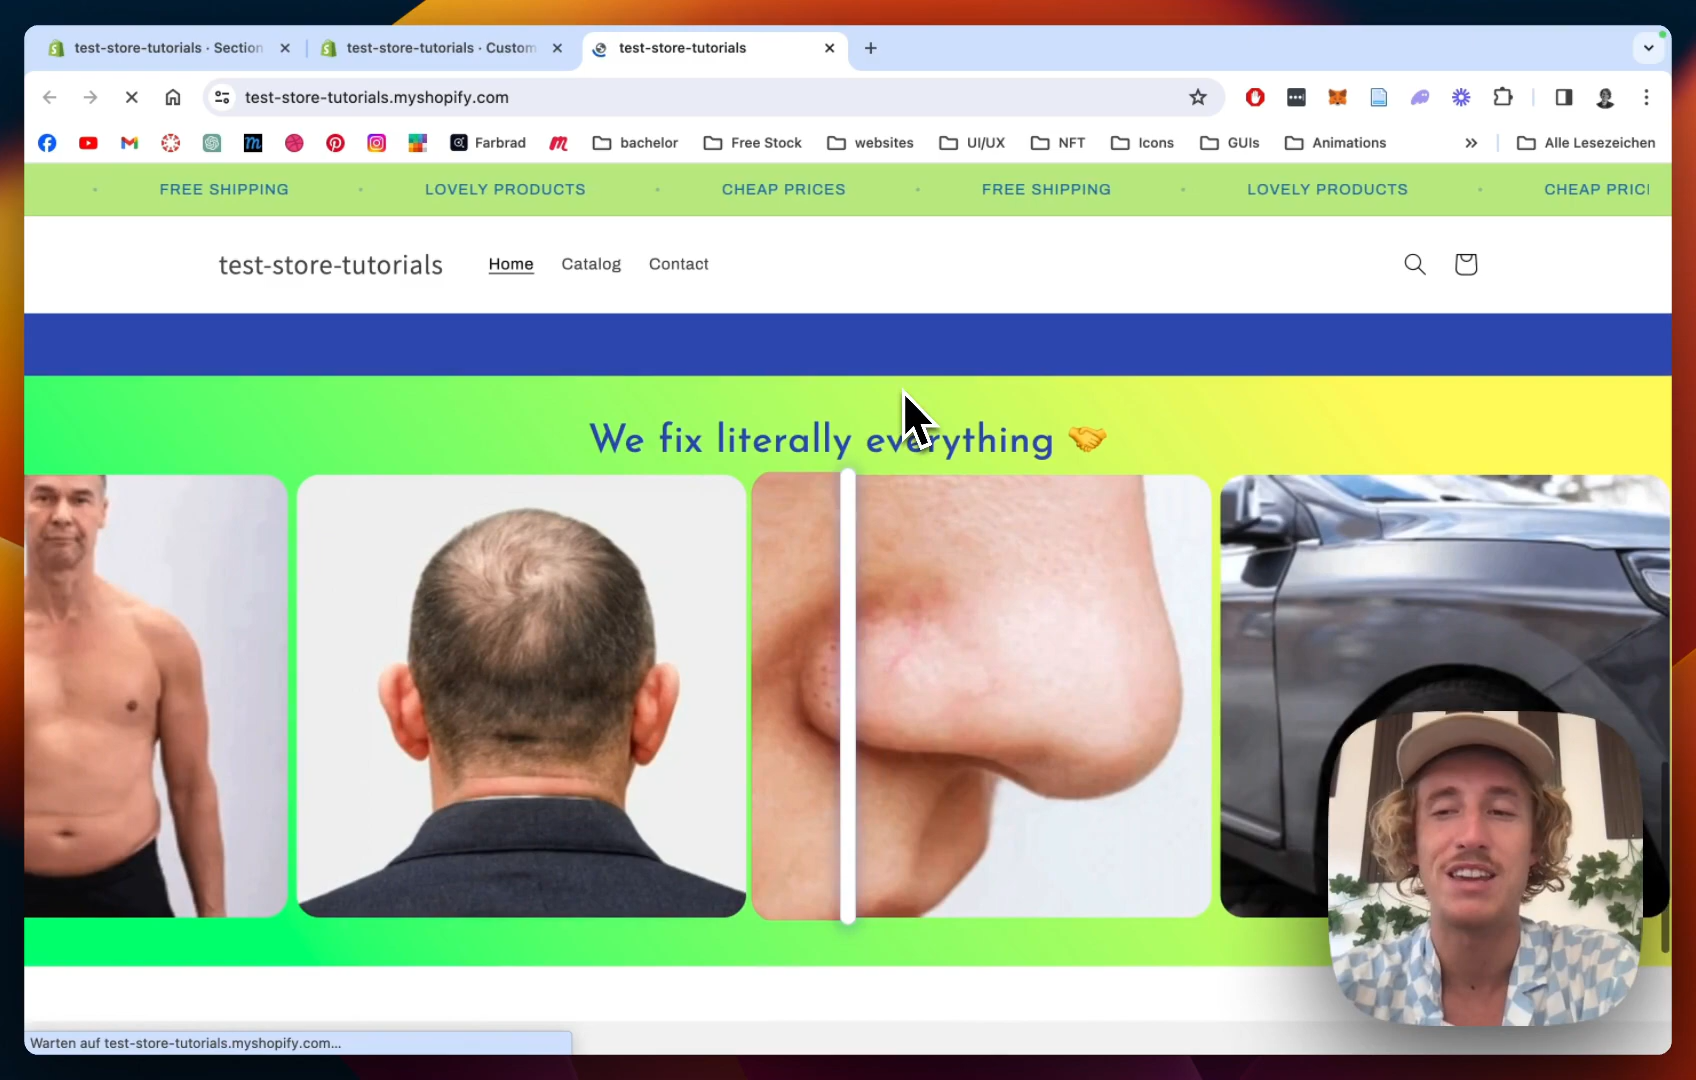 test-store-tutorials · Section
test-store-tutorials · Custom
test-store-tutorials
test-store-tutorials.myshopify.com
Farbrad
bachelor
Free Stock
websites
UI/UX
NFT
Icons
GUIs
Animations
Alle Lesezeichen
FREE SHIPPING
LOVELY PRODUCTS
CHEAP PRICES
FREE SHIPPING
LOVELY PRODUCTS
CHEAP PRICI
test-store-tutorials
Home
Catalog
Contact
We fix literally everything 🤝
Warten auf test-store-tutorials.myshopify.com...